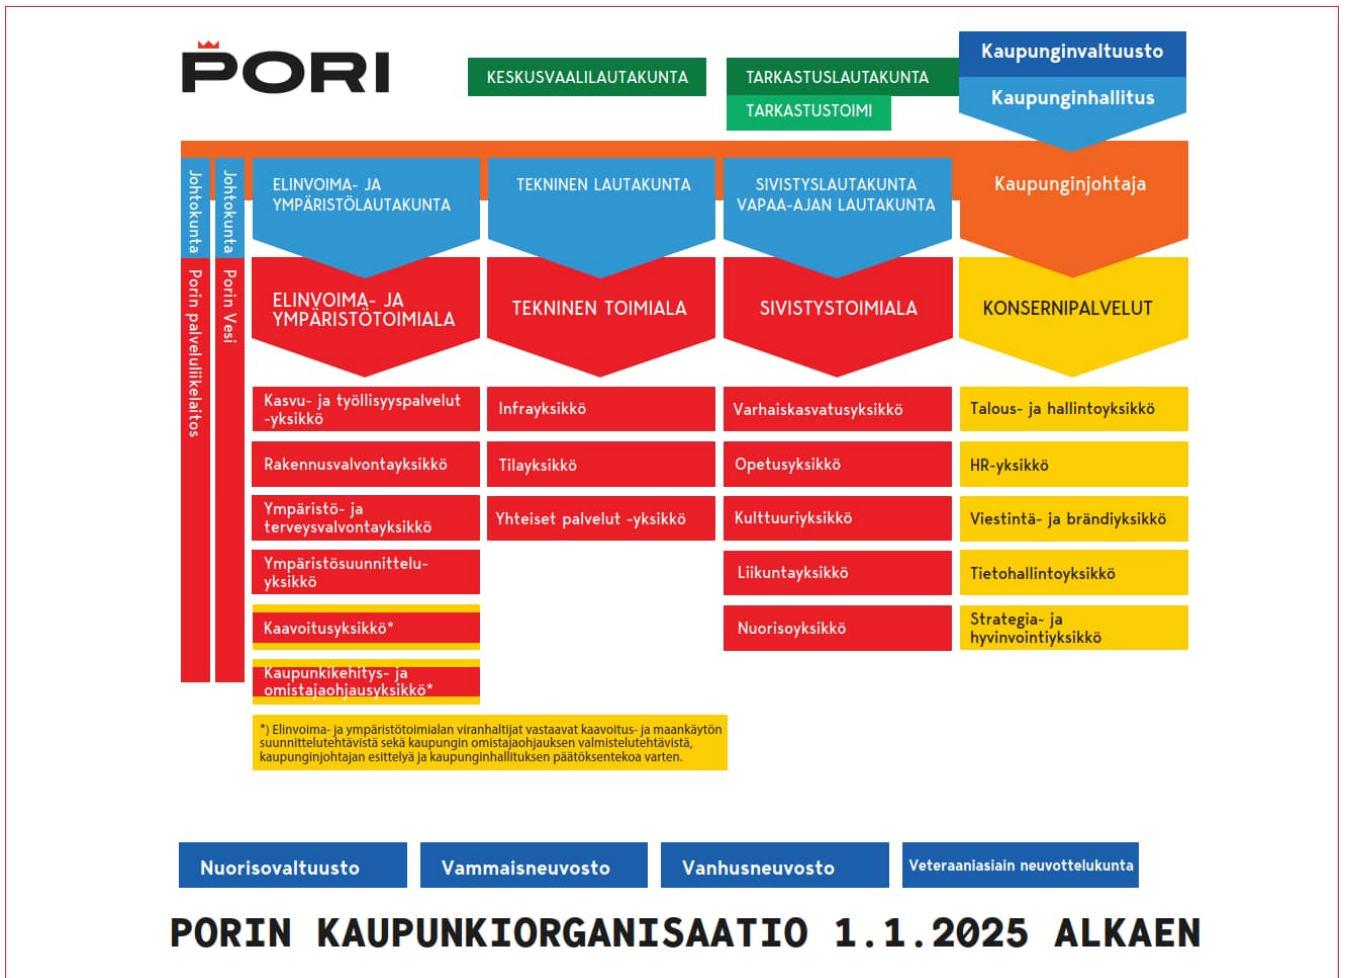 PORI
KESKUSVAALILAUTAKUNTA
TARKASTUSLAUTAKUNTA
TARKASTUSTOIMI
Kaupunginvaltuusto
Kaupunginhallitus
Kaupunginjohtaja
Johtokunta Porin palveluliikelaitos
Johtokunta Porin Vesi
ELINVOIMA- JA
YMPÄRISTÖLAUTAKUNTA
TEKNINEN LAUTAKUNTA
SIVISTYSLAUTAKUNTA
VAPAA-AJAN LAUTAKUNTA
ELINVOIMA- JA
YMPÄRISTÖTOIMIALA
TEKNINEN TOIMIALA
SIVISTYSTOIMIALA
KONSERNIPALVELUT
Kasvu- ja työllisyyspalvelut
-yksikkö
Infrayksikkö
Varhaiskasvatusyksikkö
Talous- ja hallintoyksikkö
Rakennusvalvontayksikkö
Tilayksikkö
Opetusyksikkö
HR-yksikkö
Ympäristö- ja
terveysvalvontayksikkö
Yhteiset palvelut -yksikkö
Kulttuuriyksikkö
Viestintä- ja brändiyksikkö
Ympäristösuunnittelu-
yksikkö
Liikuntayksikkö
Tietohallintoyksikkö
Kaavoitusyksikkö*
Nuorisoyksikkö
Strategia- ja
hyvinvointiyksikkö
Kaupunkikehitys- ja
omistajaohjausyksikkö*
*) Elinvoima- ja ympäristötoimialan viranhaltijat vastaavat kaavoitus- ja maankäytön
suunnittelutehtävistä sekä kaupungin omistajaohjauksen valmistelutehtävistä,
kaupunginjohtajan esittelyä ja kaupunginhallituksen päätöksentekoa varten.
Nuorisovaltuusto
Vammaisneuvosto
Vanhusneuvosto
Veteraaniasiain neuvottelukunta
PORIN KAUPUNKIORGANISAATIO 1.1.2025 ALKAEN